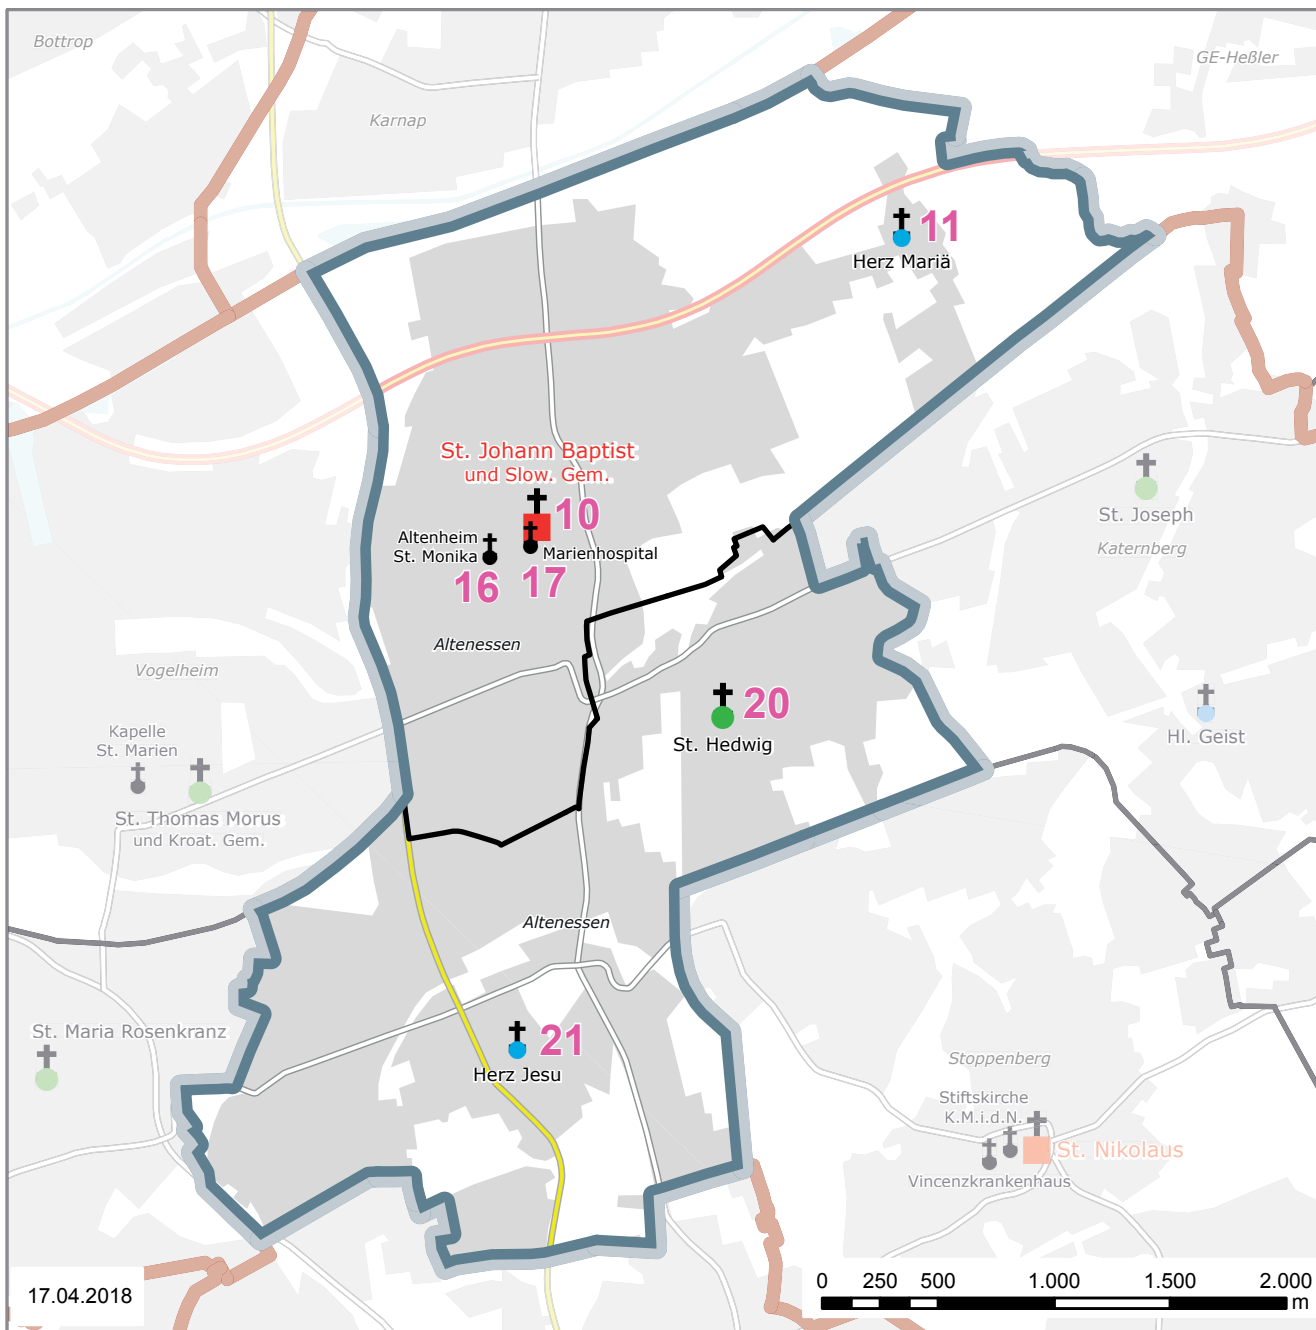 Bottrop
GE-Heßler
Karnap
11
Herz Mariä
St. Johann Baptist
und Slow. Gem.
10
Altenheim
St. Monika
Marienhospital
16
17
St. Joseph
Katernberg
Altenessen
Vogelheim
20
St. Hedwig
Kapelle
St. Marien
Hl. Geist
St. Thomas Morus
und Kroat. Gem.
Altenessen
St. Maria Rosenkranz
21
Herz Jesu
Stoppenberg
Stiftskirche
K.M.i.d.N.
St. Nikolaus
Vincenzkrankenhaus
17.04.2018
0 250 500 1.000 1.500 2.000
m